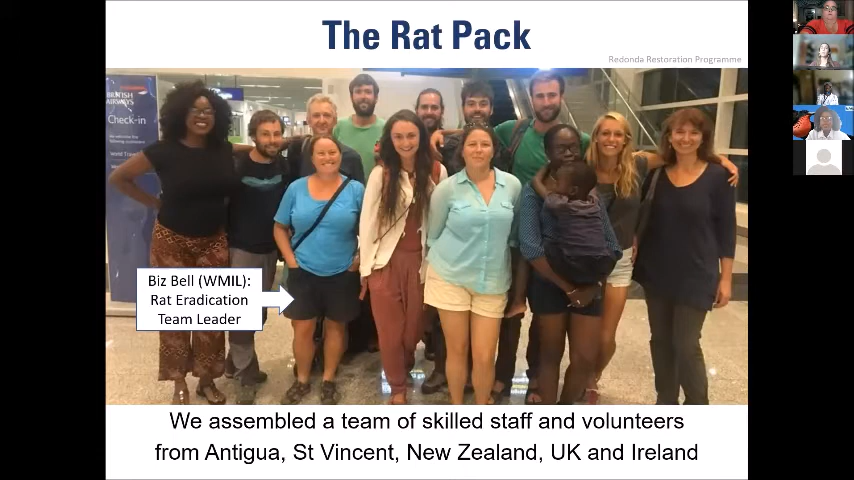 The Rat Pack
Redonda Restoration Programme
BRITISH
AIRWAYS
Check-in
Biz Bell (WMIL):
Rat Eradication
Team Leader
We assembled a team of skilled staff and volunteers
from Antigua, St Vincent, New Zealand, UK and Ireland